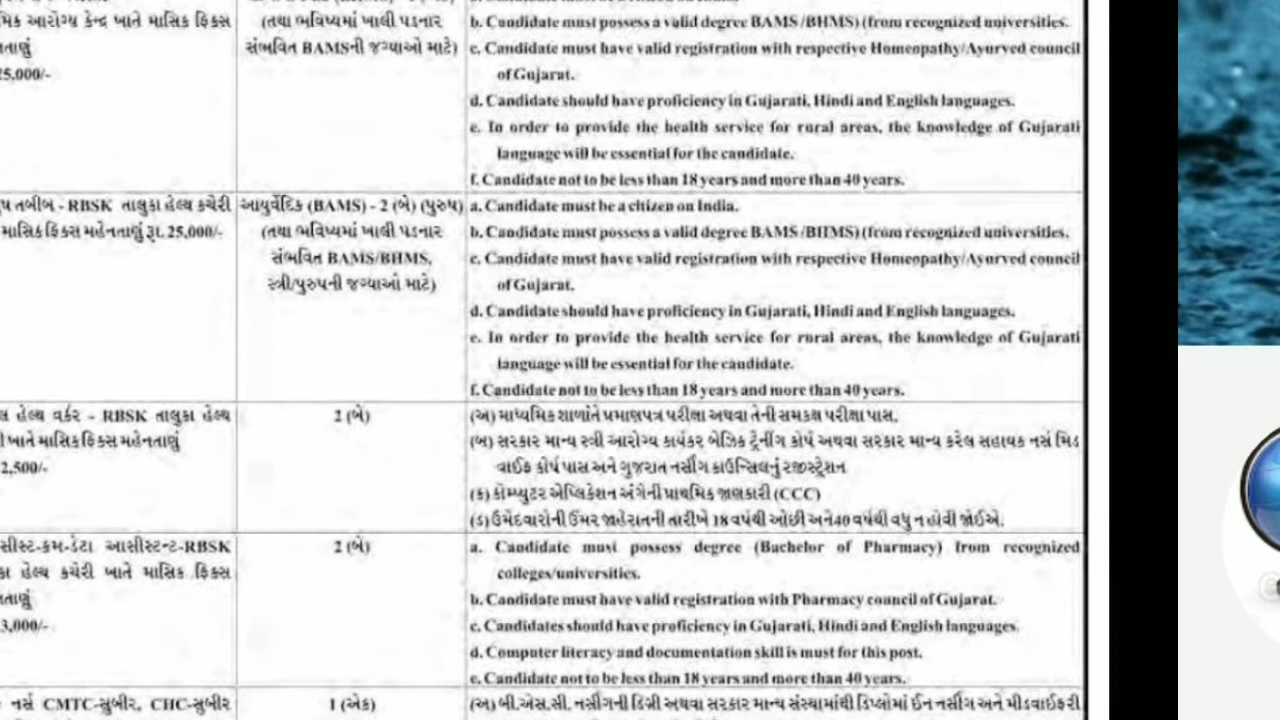 મિક આરોગ્ય કેન્દ્ર ખાતે માસિક ફિક્સ
25,000/-
(તથા ભવિષ્યમાં ખાલી પડનાર
સંભવિત BAMSની જગ્યાઓ માટે)
b. Candidate must possess a valid degree BAMS /BHMS) (from recognized universities.
c. Candidate must have valid registration with respective Homeopathy/Ayurved council
of Gujarat.
d. Candidate should have proficiency in Gujarati, Hindi and English languages.
e. In order to provide the health service for rural areas, the knowledge of Gujarati
language will be essential for the candidate.
f. Candidate not to be less than 18 years and more than 40 years.
તબીબ - RBSK તાલુકા હેલ્થ કચેરી
માસિક ફિક્સ મહેનતાણું રૂા. 25,000/-
આયુર્વેદિક (BAMS) - 2 (બે) (પુરુષ)
(તથા ભવિષ્યમાં ખાલી પડનાર
સંભવિત BAMS/BHMS,
સ્ત્રી/પુરુષની જગ્યાઓ માટે)
a. Candidate must be a citizen on India.
b. Candidate must possess a valid degree BAMS /BHMS) (from recognized universities.
c. Candidate must have valid registration with respective Homeopathy/Ayurved council
of Gujarat.
d. Candidate should have proficiency in Gujarati, Hindi and English languages.
e. In order to provide the health service for rural areas, the knowledge of Gujarati
language will be essential for the candidate.
f. Candidate not to be less than 18 years and more than 40 years.
હેલ્થ વર્કર - RBSK તાલુકા હેલ્થ
ખાતે માસિક ફિક્સ મહેનતાણું
2,500/-
2 (બે)
(અ) માધ્યમિક શાળાંત પ્રમાણપત્ર પરીક્ષા અથવા તેની સમકક્ષ પરીક્ષા પાસ.
(બ) સરકાર માન્ય સ્ત્રી આરોગ્ય કાર્યકર બેઝિક ટ્રેનીંગ કોર્ષ અથવા સરકાર માન્ય કરેલ સહાયક નર્સ મિડ
વાઈફ કોર્ષ પાસ અને ગુજરાત નર્સીંગ કાઉન્સિલનું રજીસ્ટ્રેશન
(ક) કોમ્પ્યુટર એપ્લિકેશન અંગેની પ્રાથમિક જાણકારી (CCC)
(ડ) ઉમેદવારોની ઉંમર જાહેરાતની તારીખે 18 વર્ષથી ઓછી અને 40 વર્ષથી વધુ ન હોવી જોઈએ.
સીસ્ટ-કમ-ડેટા આસીસ્ટન્ટ-RBSK
કા હેલ્થ કચેરી ખાતે માસિક ફિક્સ
3,000/-
2 (બે)
a. Candidate must possess degree (Bachelor of Pharmacy) from recognized
colleges/universities.
b. Candidate must have valid registration with Pharmacy council of Gujarat.
c. Candidates should have proficiency in Gujarati, Hindi and English languages.
d. Computer literacy and documentation skill is must for this post.
e. Candidate not to be less than 18 years and more than 40 years.
નર્સ CMTC-સુબીર, CHC-સુબીર
1 (એક)
(અ) બી.એસ.સી. નર્સીંગની ડિગ્રી અથવા સરકાર માન્ય સંસ્થામાંથી ડિપ્લોમાં ઈન નર્સીંગ અને મીડવાઈફરી